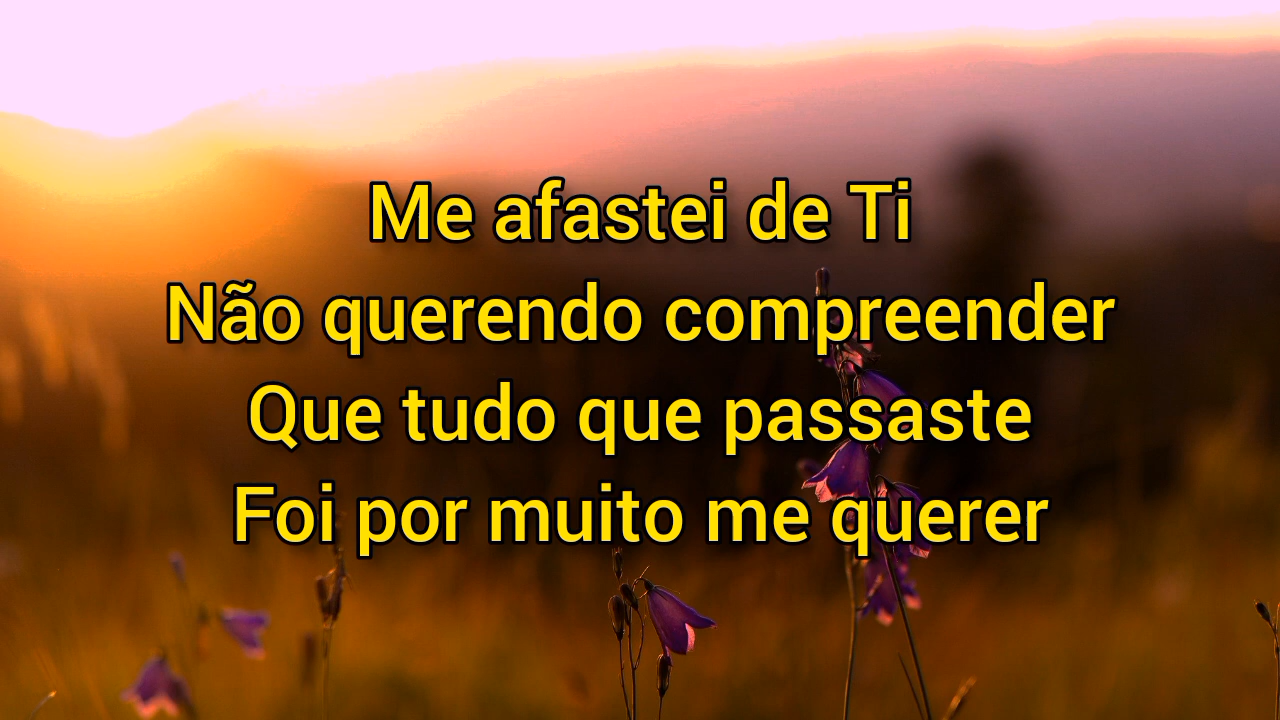 Me afastei de Ti
Não querendo compreender
Que tudo que passaste
Foi por muito me querer